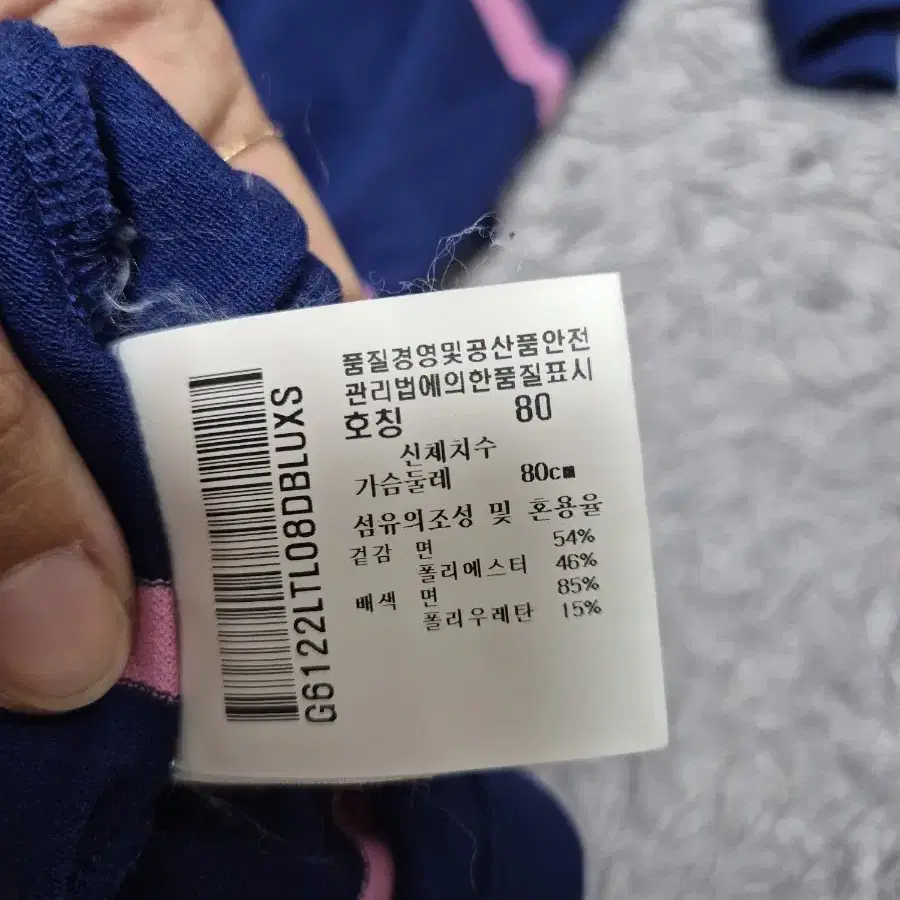 품질경영및공산품안전
관리법에의한품질표시
호칭 80
신체치수
가슴둘레 80cm
섬유의조성 및 혼용율
겉감 면 54%
폴리에스터 46%
배색 면 85%
폴리우레탄 15%
G6122LTL08DBLUXS